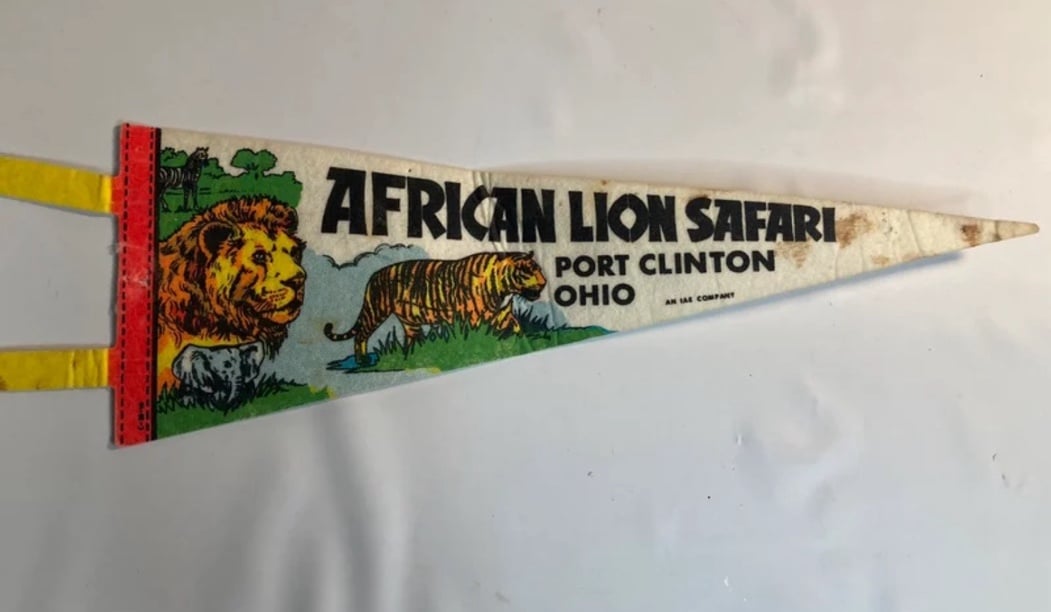 AFRICAN LION SAFARI
PORT CLINTON
OHIO
AN IAE COMPANY